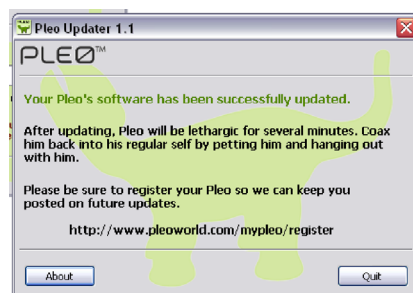 Pleo Updater 1.1
PLEO™
Your Pleo's software has been successfully updated.
After updating, Pleo will be lethargic for several minutes. Coax
him back into his regular self by petting him and hanging out
with him.
Please be sure to register your Pleo so we can keep you
posted on future updates.
http://www.pleoworld.com/mypleo/register
About
Quit